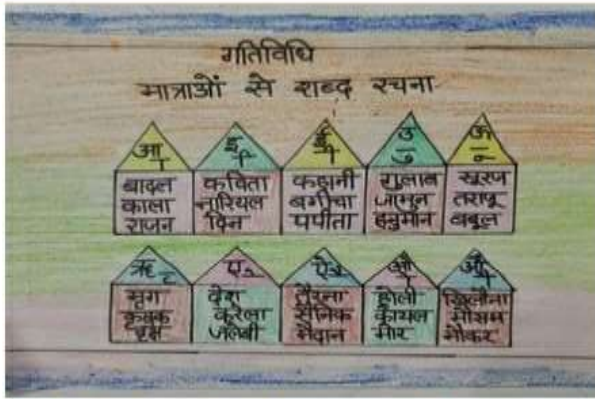 गतिविधि
मात्राओं से शब्द रचना
आ ा इ ि ई ी उ ु ऊ ू
बादल कविता कहानी गुलाब सूरज
काला नारियल बगीचा जामुन तराजू
राजन दिन पपीता हनुमान बबूल
ऋ ृ ए े ऐ ै ओ ो औ ौ
मृग तैरना होली खिलौना
कृषक करेला सैनिक कोयल मौसम
वृक्ष जलेबी मैदान मोर नौकर